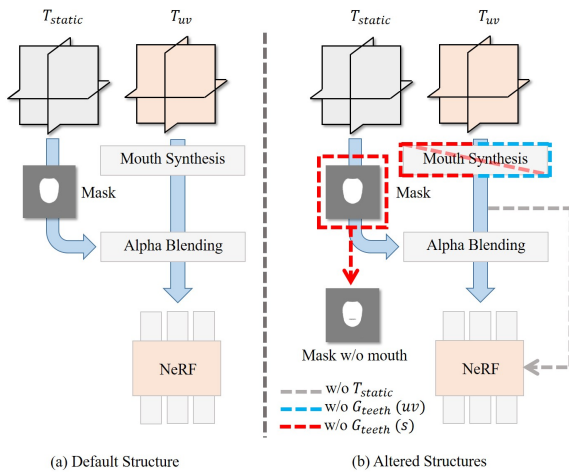 T_static T_uv
Mouth Synthesis
Mask
Alpha Blending
NeRF
(a) Default Structure
T_static T_uv
Mouth Synthesis
Mask
Alpha Blending
Mask w/o mouth
NeRF
w/o T_static
w/o G_teeth (uv)
w/o G_teeth (s)
(b) Altered Structures